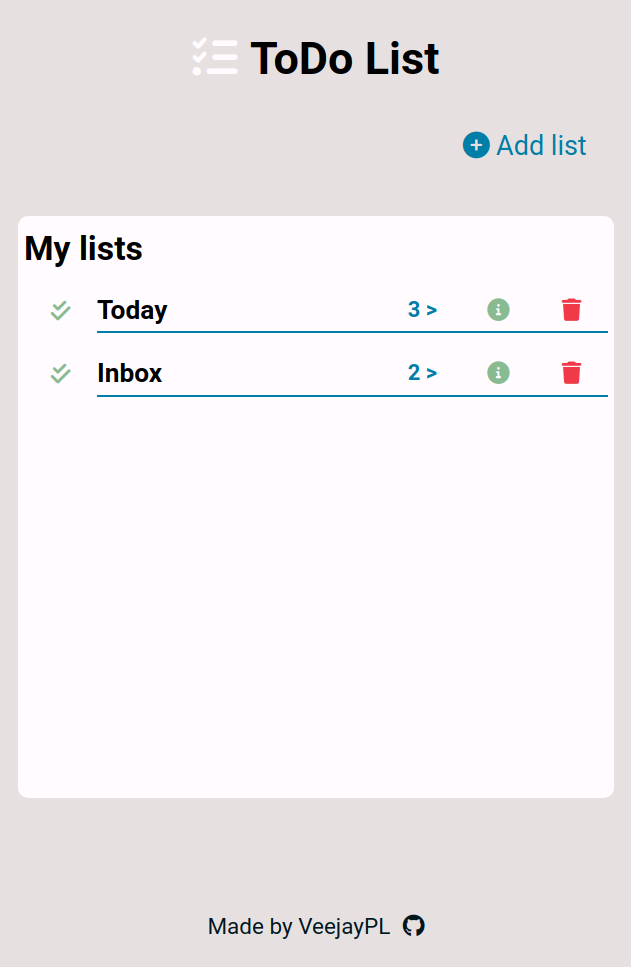 ToDo List
Add list
My lists
Today 3 >
Inbox 2 >
Made by VeejayPL